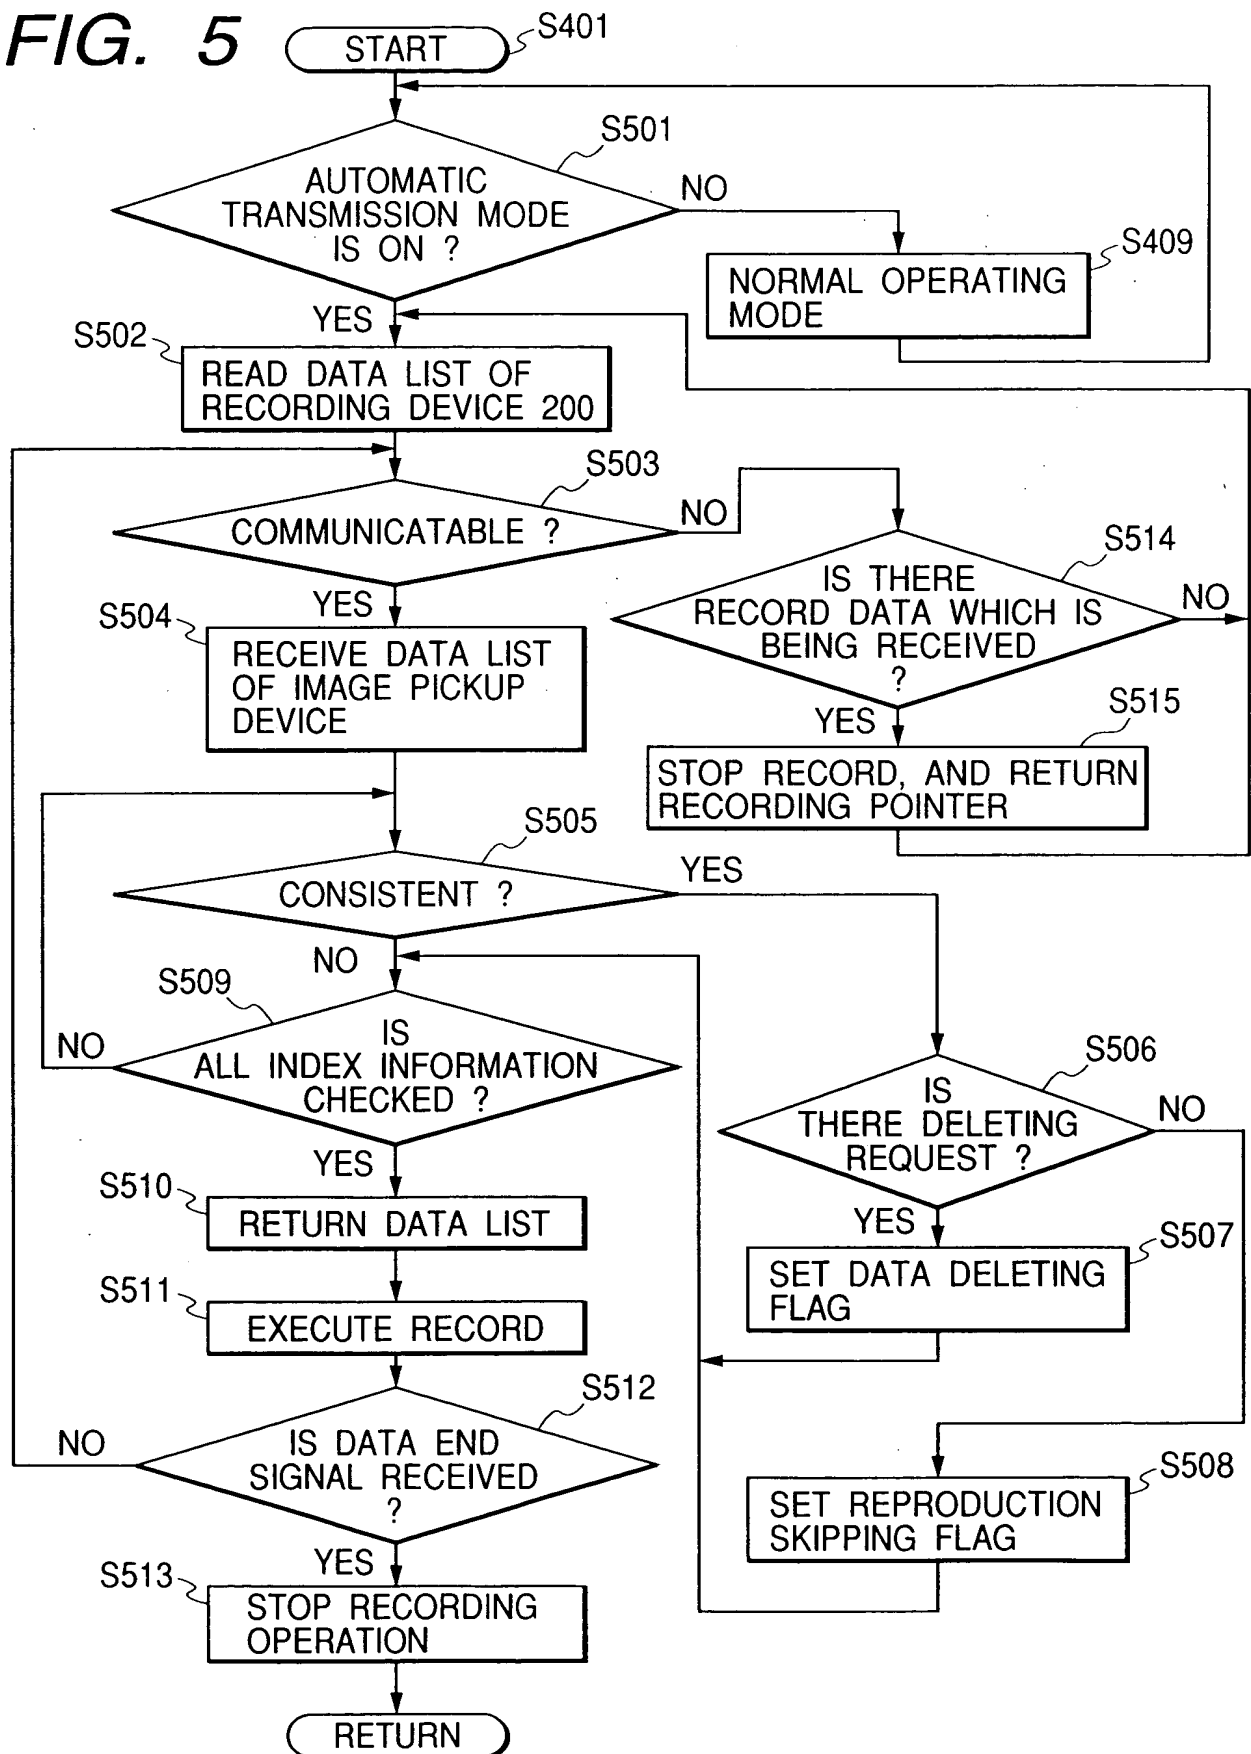 FIG. 5
START
S401
S501
AUTOMATIC
TRANSMISSION MODE
IS ON ?
NO
S409
NORMAL OPERATING
MODE
YES
S502
READ DATA LIST OF
RECORDING DEVICE 200
S503
COMMUNICATABLE ?
NO
S514
IS THERE
RECORD DATA WHICH IS
BEING RECEIVED
?
NO
YES
S504
RECEIVE DATA LIST
OF IMAGE PICKUP
DEVICE
YES
S515
STOP RECORD, AND RETURN
RECORDING POINTER
S505
CONSISTENT ?
YES
NO
S509
IS
ALL INDEX INFORMATION
CHECKED ?
NO
S506
IS
THERE DELETING
REQUEST ?
NO
YES
S510
RETURN DATA LIST
YES
S507
SET DATA DELETING
FLAG
S511
EXECUTE RECORD
S512
IS DATA END
SIGNAL RECEIVED
?
NO
S508
SET REPRODUCTION
SKIPPING FLAG
YES
S513
STOP RECORDING
OPERATION
RETURN